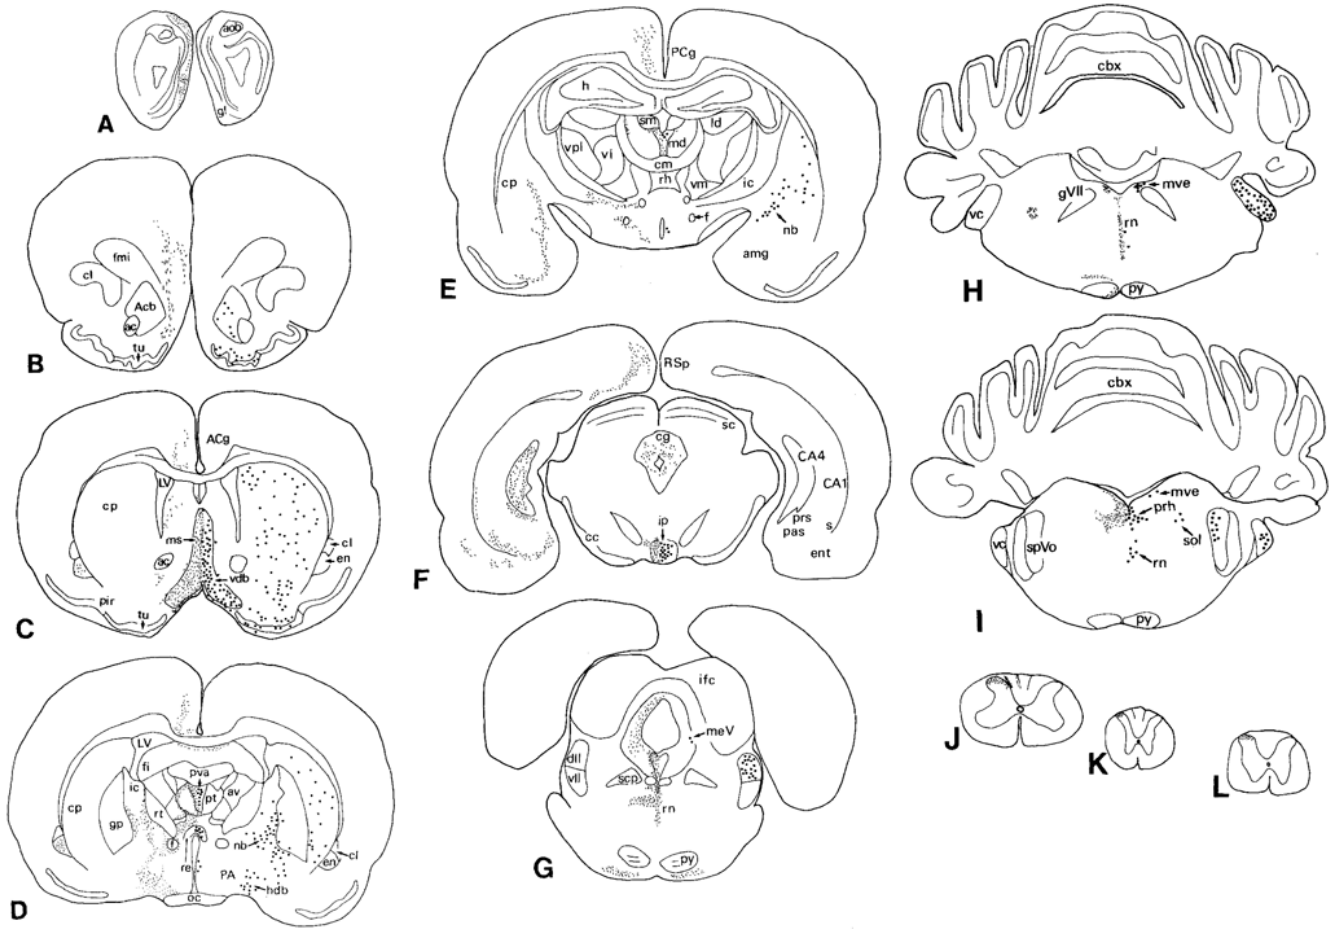 aob
gl
A
fmi
cl
Acb
ac
tu
B
ACg
LV
cp
ms
cl
en
ac
vdb
pir
tu
C
LV
fi
pva
ic
pt
av
cp
rt
gp
f
nb
cl
en
re
PA
hdb
oc
D
PCg
h
sm
ld
md
vpl
vl
cm
rh
vm
ic
cp
f
nb
amg
E
RSp
cg
sc
CA4
CA1
ip
prs
pas
s
cc
ent
F
ifc
meV
dll
vll
scp
rn
py
G
cbx
gVII
mve
vc
rn
py
H
cbx
mve
prh
vc
spVo
sol
rn
py
I
J
K
L